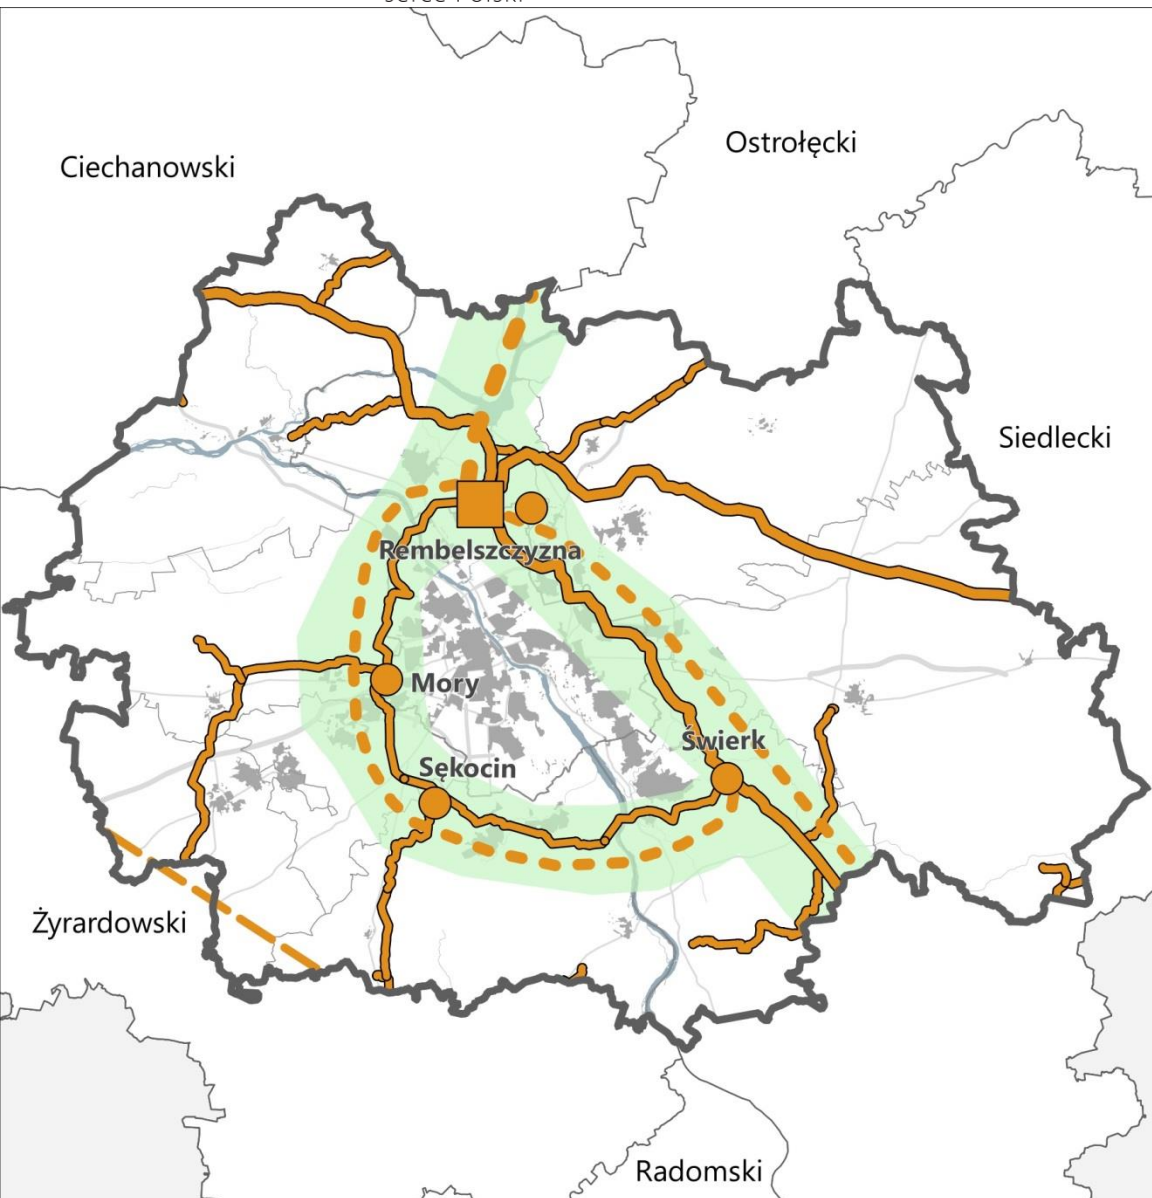 Ostrołęcki
Ciechanowski
Siedlecki
Rembelszczyzna
Mory
Świerk
Sękocin
Żyrardowski
Radomski